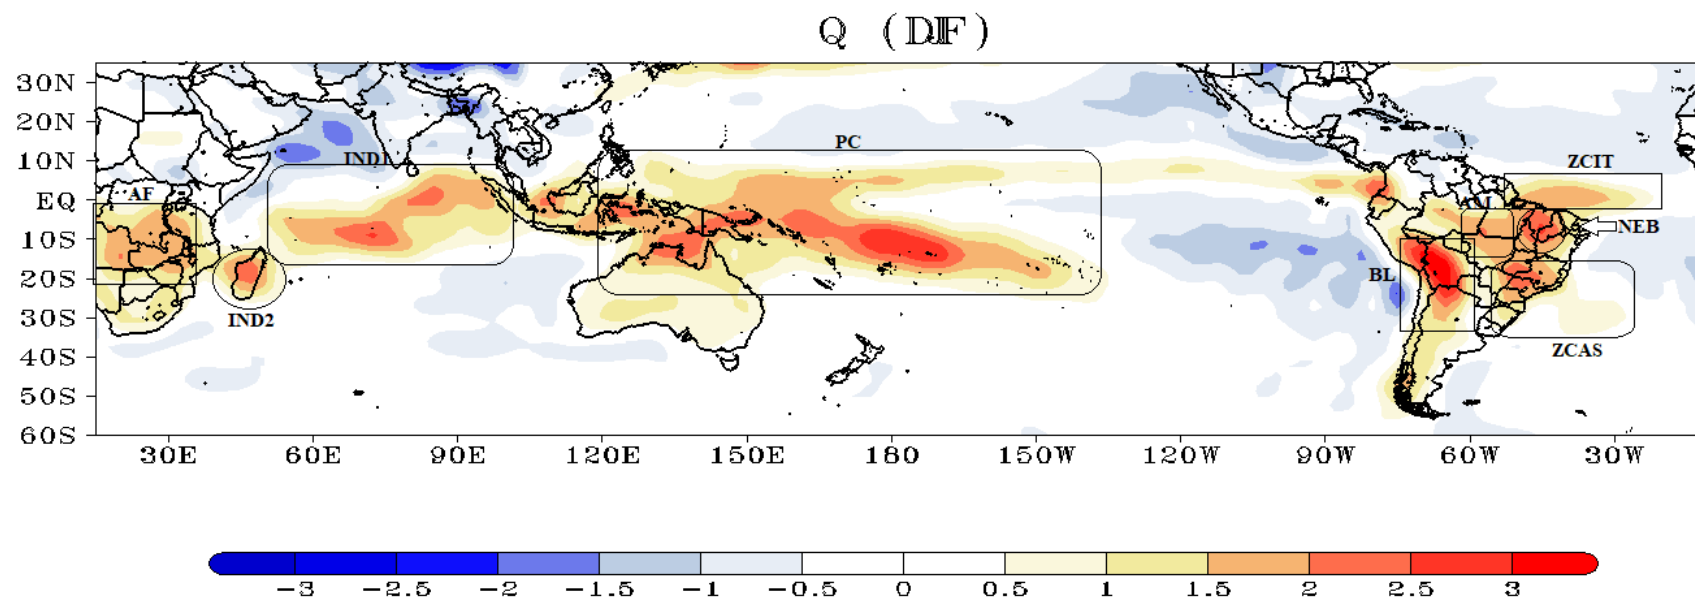 Q (DJF)
30N
20N
10N
EQ
10S
20S
30S
40S
50S
60S
PC
IND1
ZCIT
AF
AM
NEB
BL
IND2
ZCAS
30E 60E 90E 120E 150E 180 150W 120W 90W 60W 30W
-3 -2.5 -2 -1.5 -1 -0.5 0 0.5 1 1.5 2 2.5 3